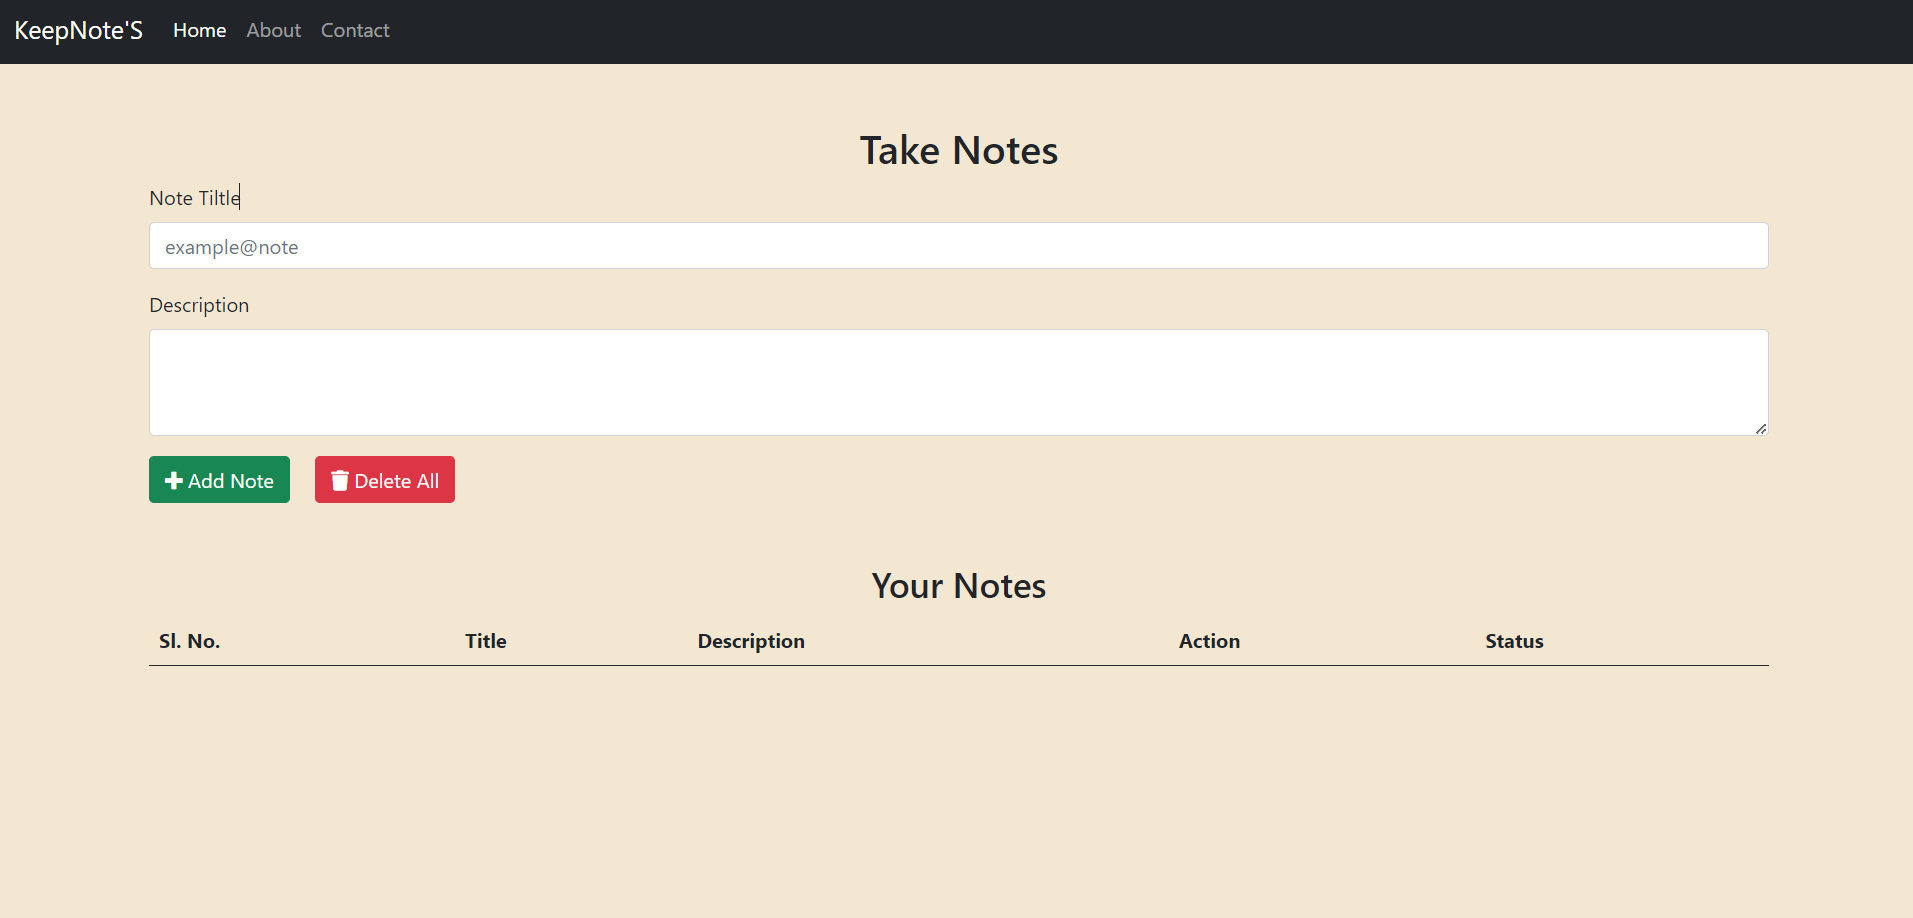 KeepNote'S Home About Contact
Take Notes
Note Tiltle
example@note
Description
Add Note Delete All
Your Notes
Sl. No. Title Description Action Status